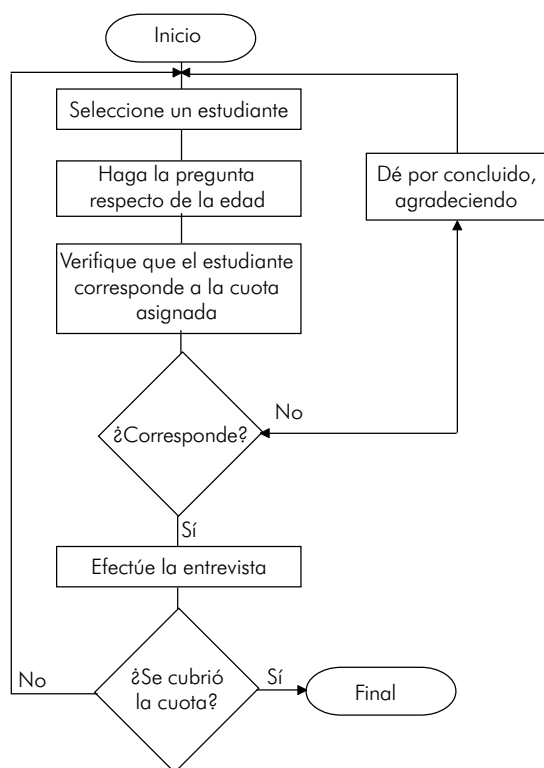 Inicio
Seleccione un estudiante
Haga la pregunta
respecto de la edad
Dé por concluido,
agradeciendo
Verifique que el estudiante
corresponde a la cuota
asignada
No
¿Corresponde?
Sí
Efectúe la entrevista
No
¿Se cubrió
la cuota?
Sí
Final